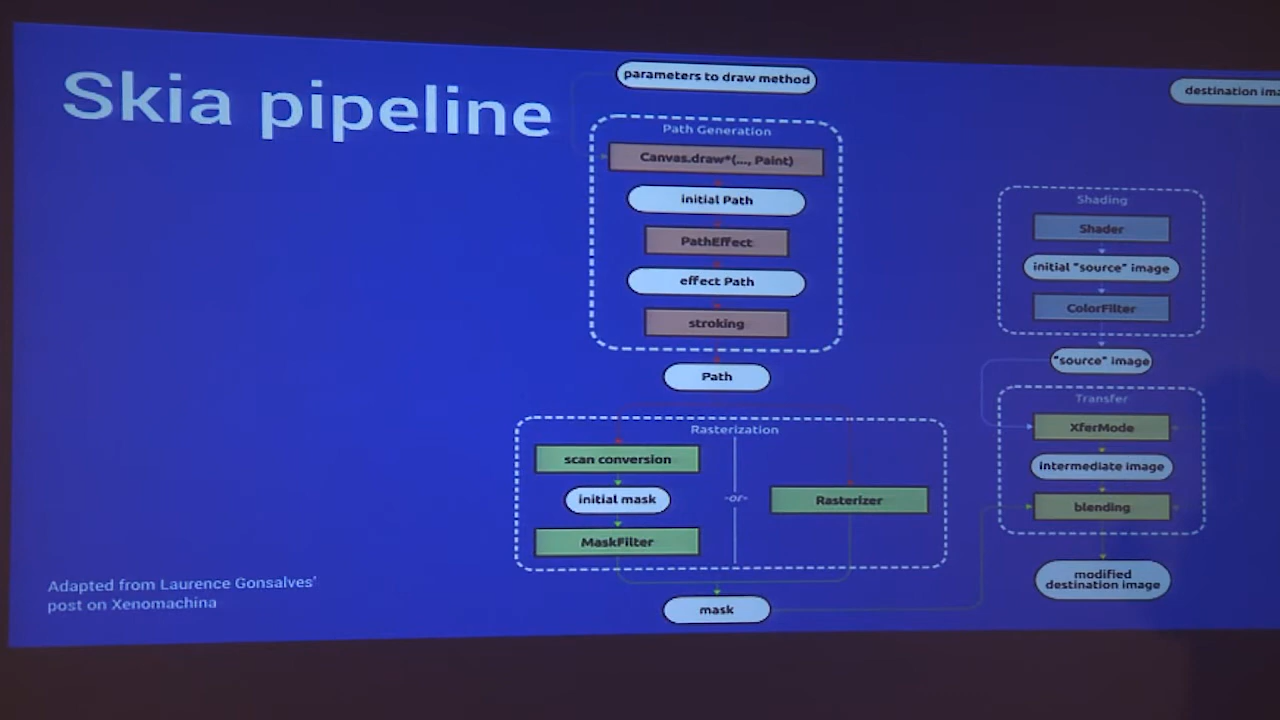 Skia pipeline
parameters to draw method
Path Generation
Canvas.draw*(..., Paint)
initial Path
PathEffect
effect Path
stroking
Path
Rasterization
scan conversion
initial mask
MaskFilter
-or-
Rasterizer
mask
destination ima
Shading
Shader
initial "source" image
ColorFilter
"source" image
Transfer
XferMode
intermediate image
blending
modified
destination image
Adapted from Laurence Gonsalves'
post on Xenomachina